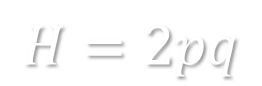 H = 2pq